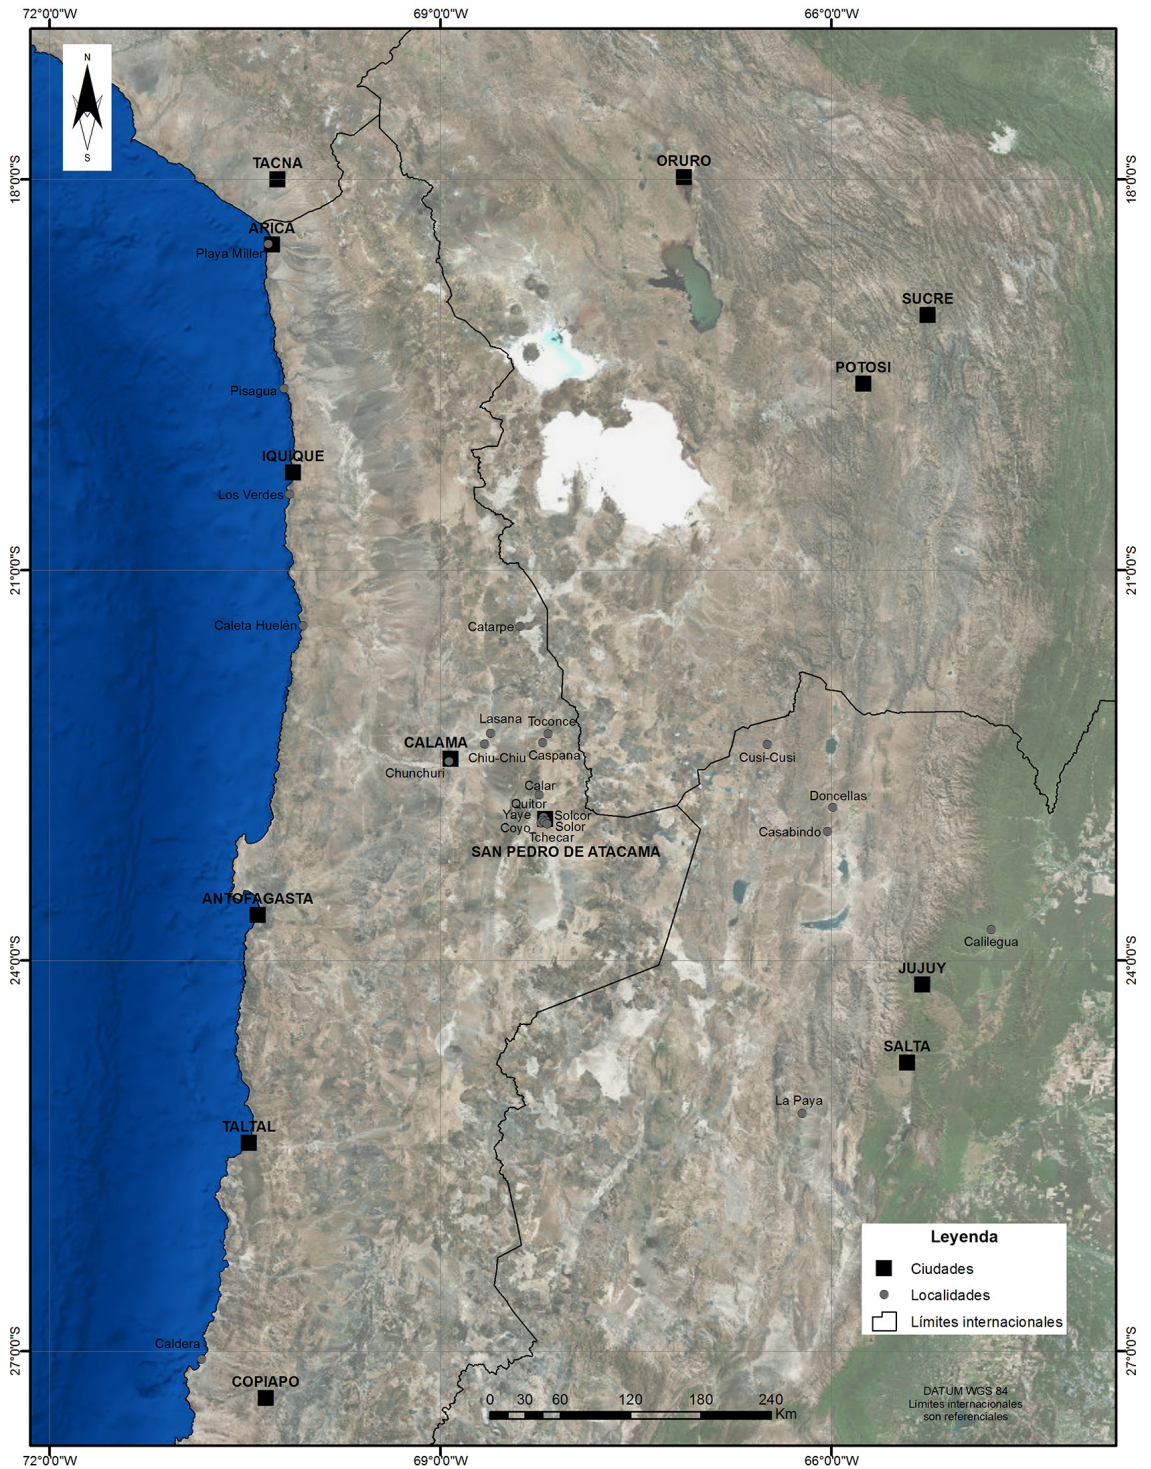 72°0'0"W
69°0'0"W
66°0'0"W
N
S
18°0'0"S
18°0'0"S
TACNA
ORURO
ARICA
Playa Miller
SUCRE
POTOSI
Pisagua
IQUIQUE
Los Verdes
21°0'0"S
21°0'0"S
Caleta Huelén
Catarpe
Lasana
Toconce
CALAMA
Chiu-Chiu
Caspana
Cusi-Cusi
Chunchuri
Calar
Doncellas
Quitor
Yaye
Solcor
Coyo
Solor
Casabindo
Tchecar
SAN PEDRO DE ATACAMA
ANTOFAGASTA
Calilegua
24°0'0"S
24°0'0"S
JUJUY
SALTA
La Paya
TALTAL
Leyenda
Ciudades
Localidades
Límites internacionales
Caldera
27°0'0"S
27°0'0"S
COPIAPO
0 30 60 120 180 240
Km
DATUM WGS 84
Límites internacionales
son referenciales
72°0'0"W
69°0'0"W
66°0'0"W